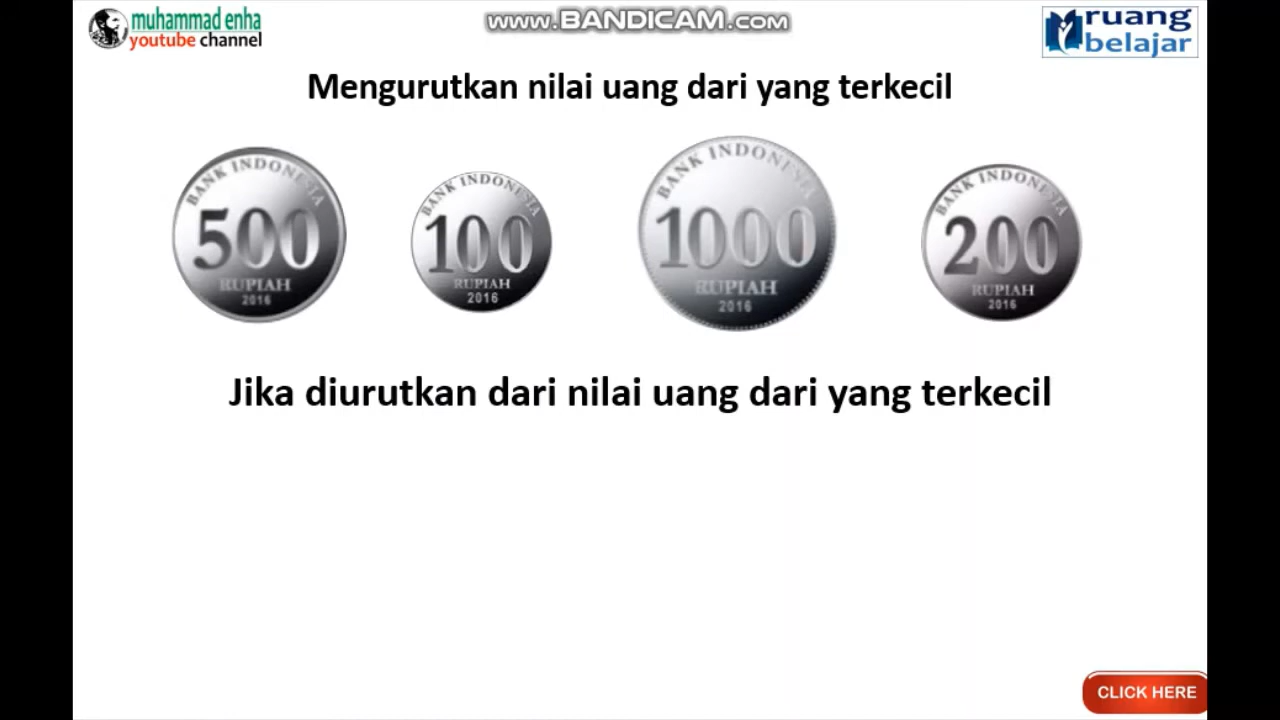 muhammad enha
youtube channel
www.BANDICAM.com
ruang
belajar
Mengurutkan nilai uang dari yang terkecil
BANK INDONESIA
500
RUPIAH
2016
BANK INDONESIA
100
RUPIAH
2016
BANK INDONESIA
1000
RUPIAH
2016
BANK INDONESIA
200
RUPIAH
2016
Jika diurutkan dari nilai uang dari yang terkecil
CLICK HERE